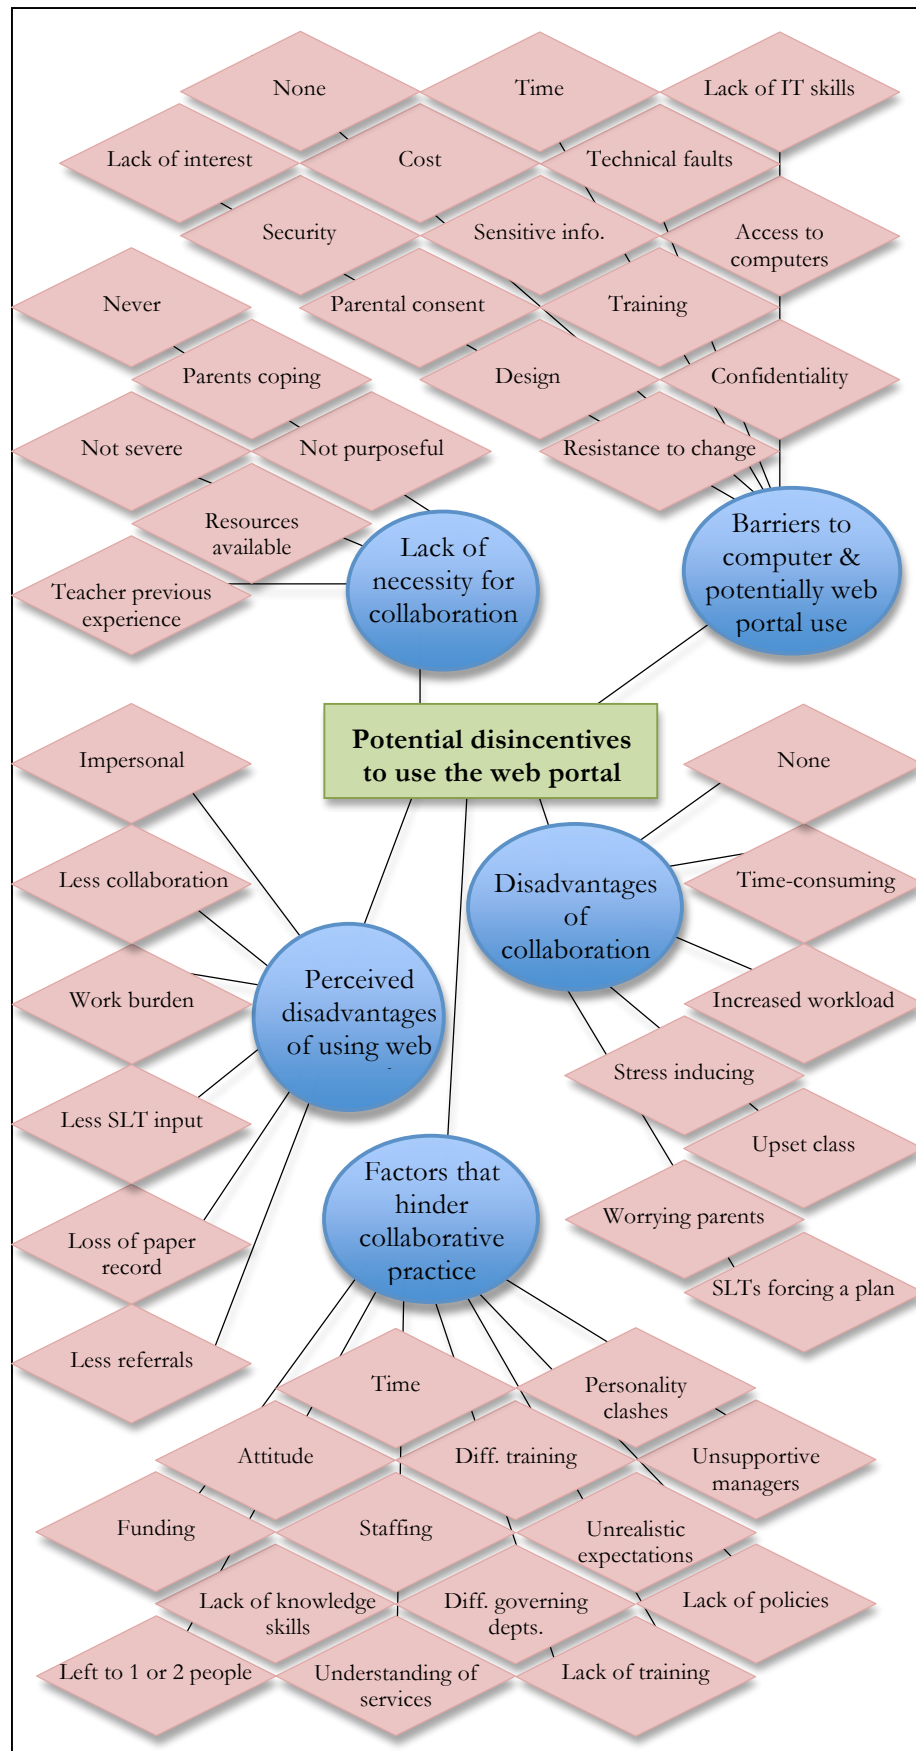 None
Time
Lack of IT skills
Lack of interest
Cost
Technical faults
Security
Sensitive info.
Access to
computers
Never
Parental consent
Training
Parents coping
Design
Confidentiality
Not severe
Not purposeful
Resistance to change
Resources
available
Teacher previous
experience
Lack of
necessity for
collaboration
Barriers to
computer &
potentially web
portal use
Potential disincentives
to use the web portal
Impersonal
None
Less collaboration
Disadvantages
of
collaboration
Time-consuming
Work burden
Perceived
disadvantages
of using web
Increased workload
Stress inducing
Less SLT input
Upset class
Factors that
hinder
collaborative
practice
Worrying parents
Loss of paper
record
SLTs forcing a plan
Less referrals
Time
Personality
clashes
Attitude
Diff. training
Unsupportive
managers
Funding
Staffing
Unrealistic
expectations
Lack of knowledge
skills
Diff. governing
depts.
Lack of policies
Left to 1 or 2 people
Understanding of
services
Lack of training